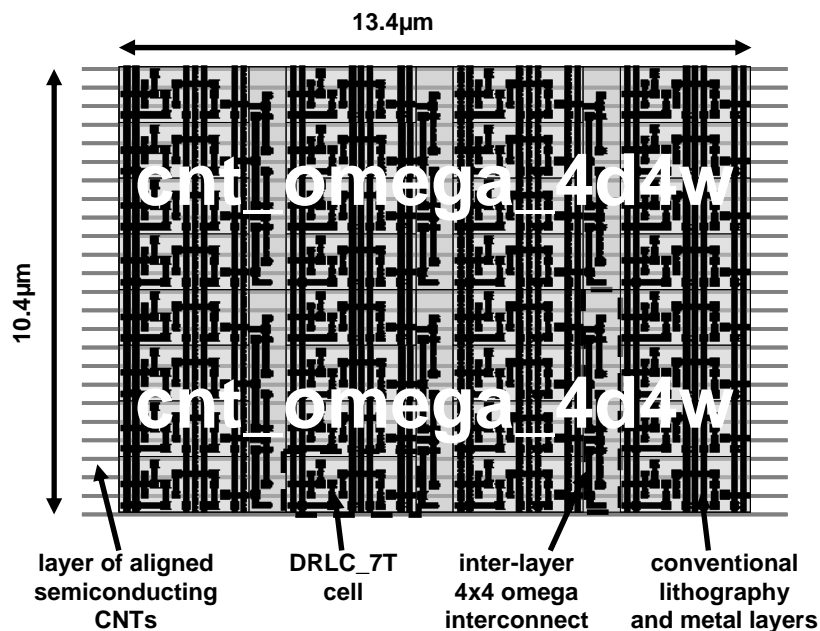 13.4µm
10.4µm
cnt_omega_4d4w
cnt_omega_4d4w
layer of aligned
semiconducting
CNTs
DRLC_7T
cell
inter-layer
4x4 omega
interconnect
conventional
lithography
and metal layers